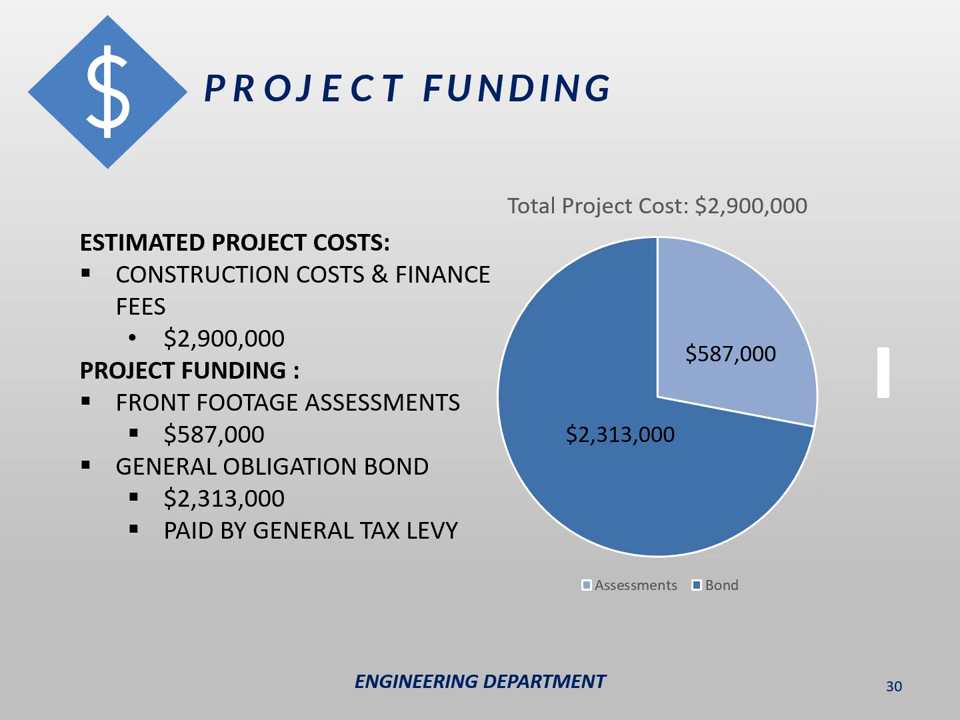 $
PROJECT FUNDING
Total Project Cost: $2,900,000
ESTIMATED PROJECT COSTS:
▪ CONSTRUCTION COSTS & FINANCE
FEES
• $2,900,000
PROJECT FUNDING :
▪ FRONT FOOTAGE ASSESSMENTS
▪ $587,000
▪ GENERAL OBLIGATION BOND
▪ $2,313,000
▪ PAID BY GENERAL TAX LEVY
$587,000
$2,313,000
Assessments Bond
ENGINEERING DEPARTMENT
30